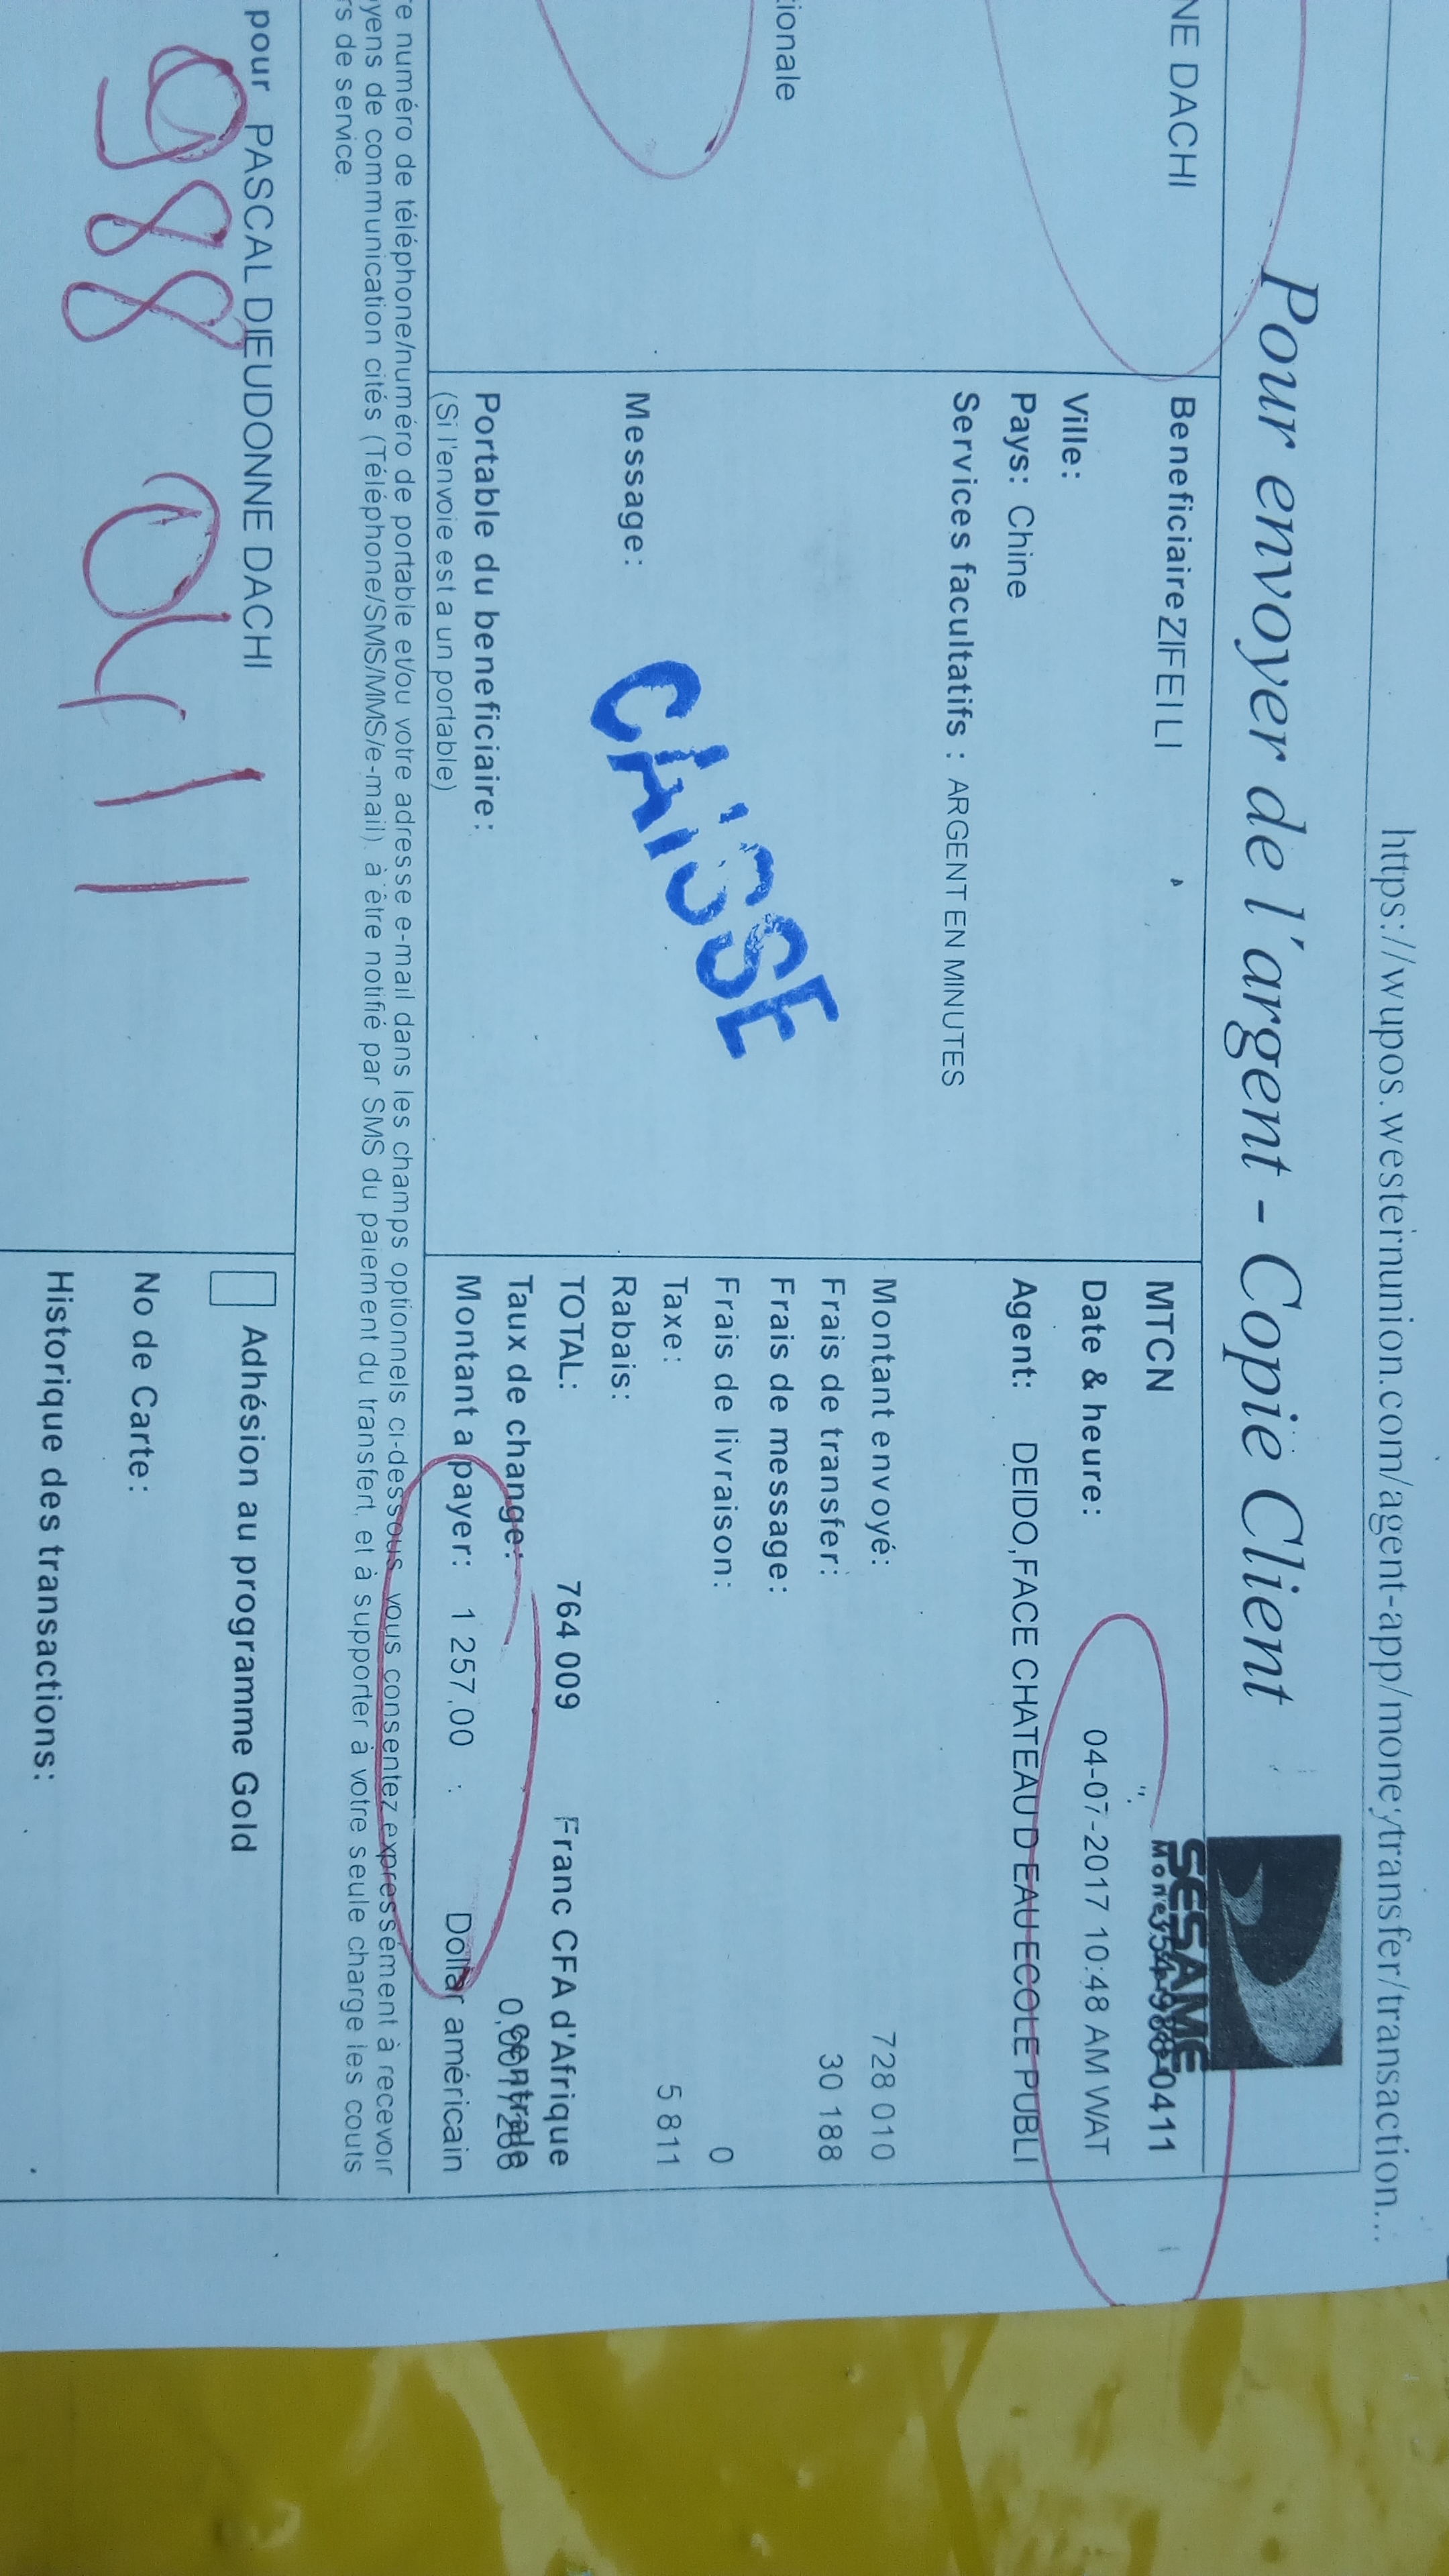 https://wupos.westernunion.com/agent-app/moneytransfer/transaction...
Pour envoyer de l'argent - Copie Client
SESAME
NE DACHI
tionale
Beneficiaire ZIFEI LI
Ville:
Pays: Chine
Services facultatifs : ARGENT EN MINUTES
Message:
CAISSE
Portable du beneficiaire:
(Si l'envoie est a un portable)
MTCN
0411
Date & heure: 04-07-2017 10:48 AM WAT
Agent: DEIDO,FACE CHATEAU D EAU ECOLE PUBLI
Montant envoyé: 728 010
Frais de transfer: 30 188
Frais de message:
Frais de livraison: 0
Taxe: 5 811
Rabais:
TOTAL: 764 009 Franc CFA d'Afrique
centrale
Taux de change:
Montant a payer: 1 257.00 : Dollar américain
re numéro de téléphone/numéro de portable et/ou votre adresse e-mail dans les champs optionnels ci-dessous, vous consentez expressément à recevoir
yens de communication cités (Téléphone/SMS/MMS/e-mail). à être notifié par SMS du paiement du transfert, et à supporter à votre seule charge les couts
rs de service.
pour PASCAL DIEUDONNE DACHI
988 0411
Adhésion au programme Gold
No de Carte:
Historique des transactions: